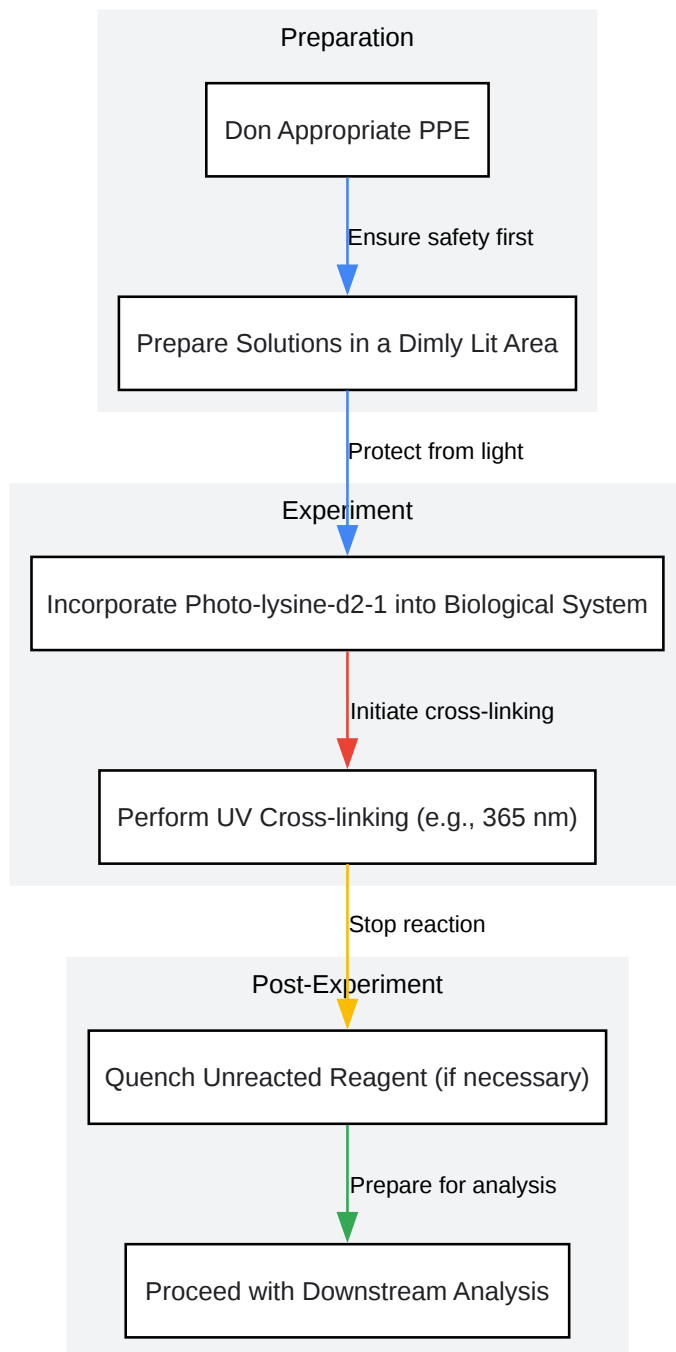 Preparation
Don Appropriate PPE
Ensure safety first
Prepare Solutions in a Dimly Lit Area
Protect from light
Experiment
Incorporate Photo-lysine-d2-1 into Biological System
Initiate cross-linking
Perform UV Cross-linking (e.g., 365 nm)
Stop reaction
Post-Experiment
Quench Unreacted Reagent (if necessary)
Prepare for analysis
Proceed with Downstream Analysis